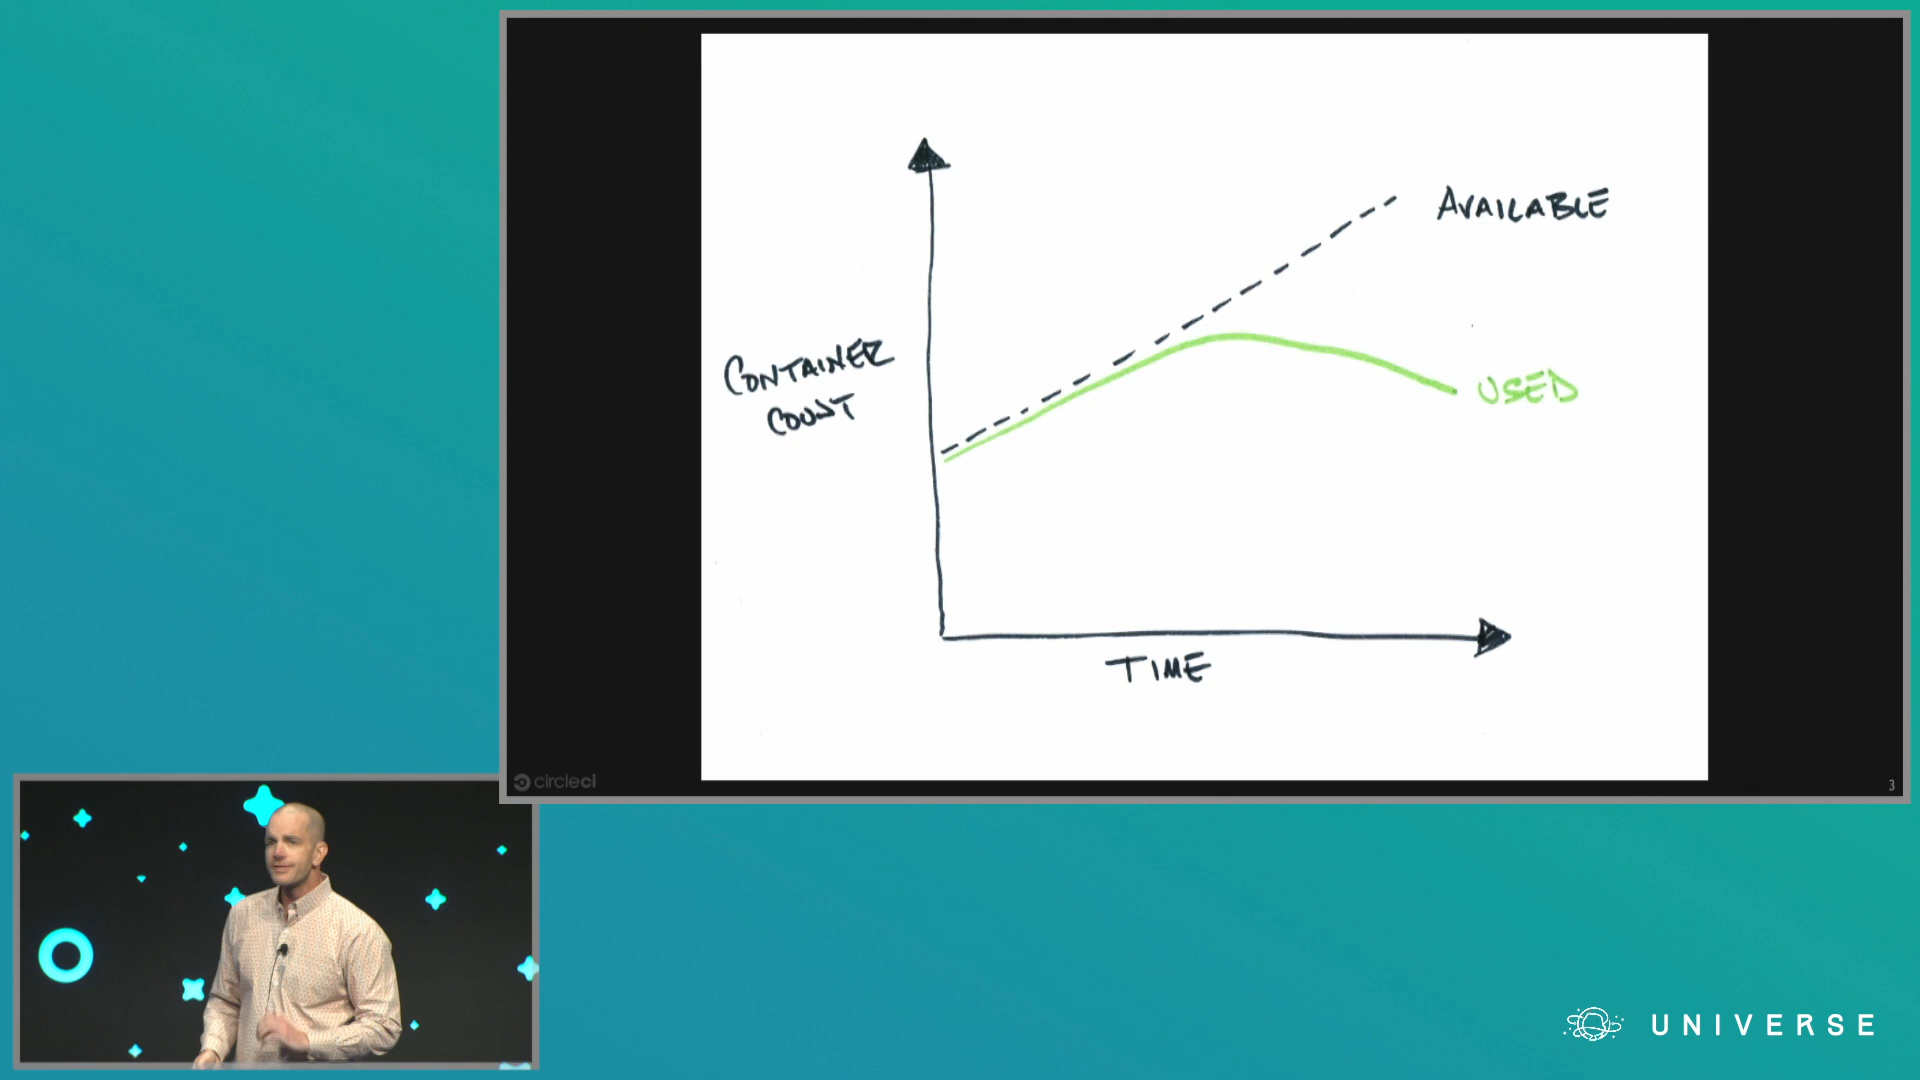 AVAILABLE
CONTAINER
COUNT
USED
TIME
circleci
3
UNIVERSE